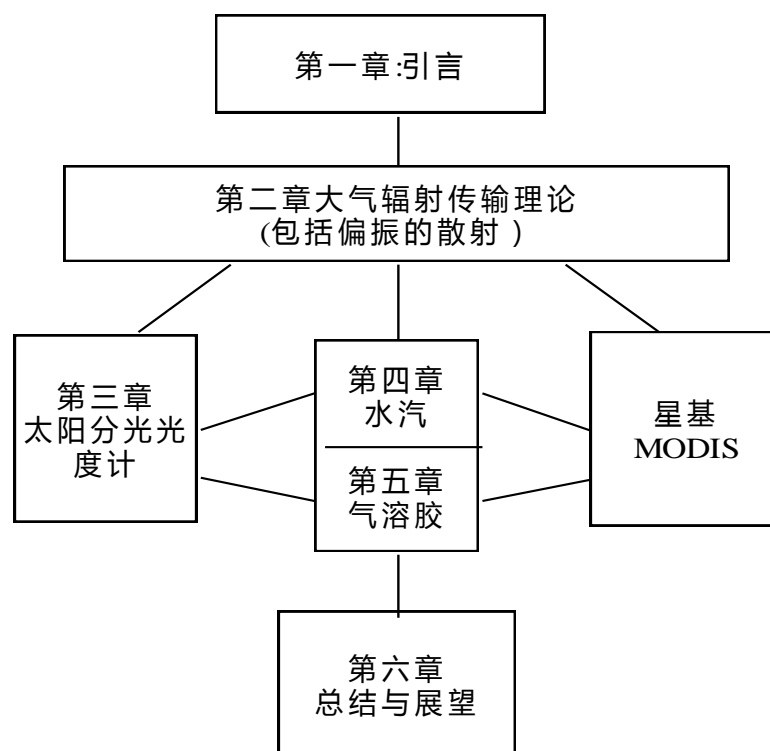 第一章:引言
第二章大气辐射传输理论
(包括偏振的散射）
第三章
太阳分光光
度计
第四章
水汽
第五章
气溶胶
星基
MODIS
第六章
总结与展望